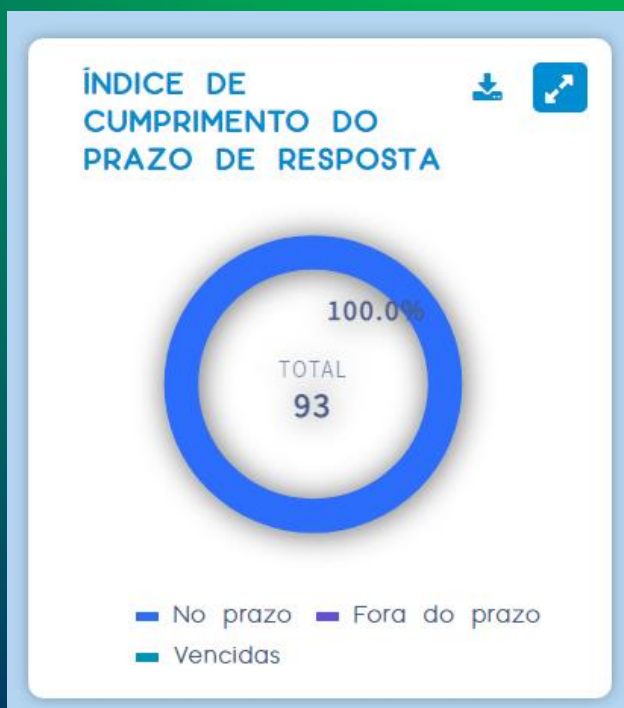 ÍNDICE DE
CUMPRIMENTO DO
PRAZO DE RESPOSTA
100.0%
TOTAL
93
No prazo Fora do prazo
Vencidas